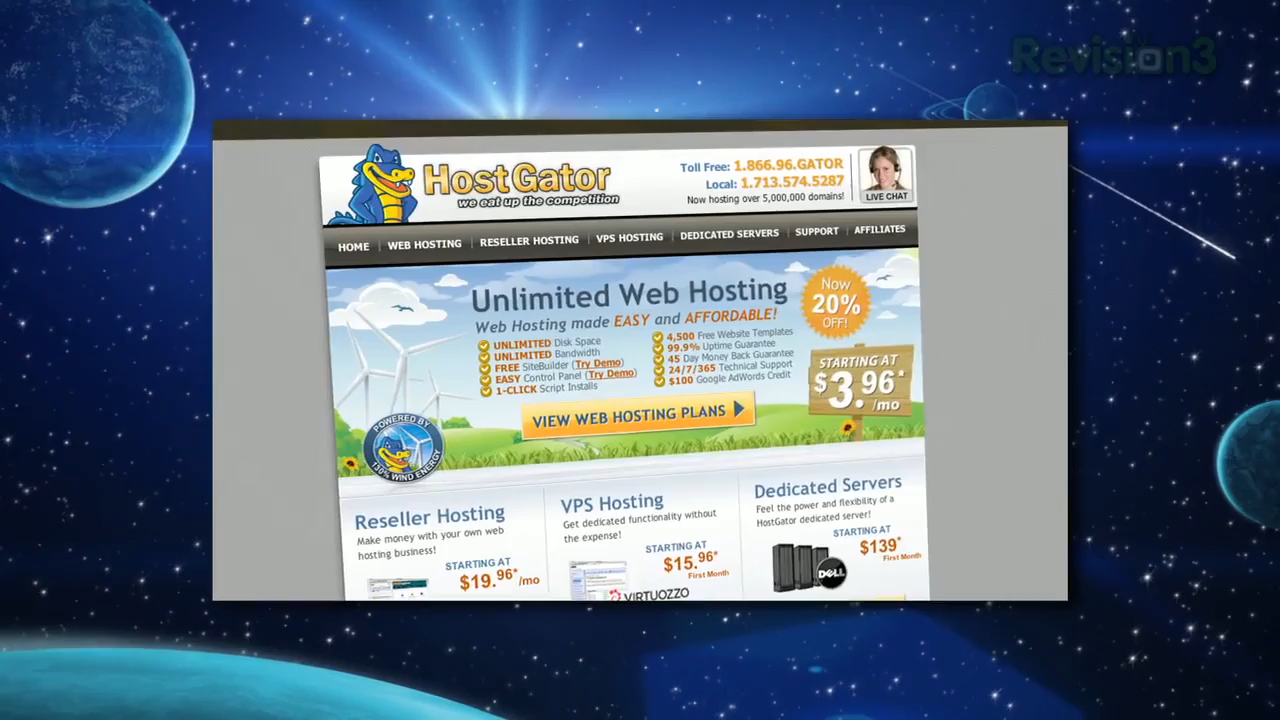 Revision3
HostGator
we eat up the competition
Toll Free: 1.866.96.GATOR
Local: 1.713.574.5287
Now hosting over 5,000,000 domains!
LIVE CHAT
HOME
WEB HOSTING
RESELLER HOSTING
VPS HOSTING
DEDICATED SERVERS
SUPPORT
AFFILIATES
Unlimited Web Hosting
Web Hosting made EASY and AFFORDABLE!
UNLIMITED Disk Space
UNLIMITED Bandwidth
FREE SiteBuilder (Try Demo)
EASY Control Panel (Try Demo)
1-CLICK Script Installs
4,500 Free Website Templates
99.9% Uptime Guarantee
45 Day Money Back Guarantee
24/7/365 Technical Support
$100 Google AdWords Credit
Now
20%
OFF!
STARTING AT
$3.96*
/mo
VIEW WEB HOSTING PLANS
POWERED BY
130% WIND ENERGY
Reseller Hosting
Make money with your own web
hosting business!
STARTING AT
$19.96*/mo
VPS Hosting
Get dedicated functionality without
the expense!
STARTING AT
$15.96*
First Month
VIRTUOZZO
Dedicated Servers
Feel the power and flexibility of a
HostGator dedicated server!
STARTING AT
$139*
First Month
DELL